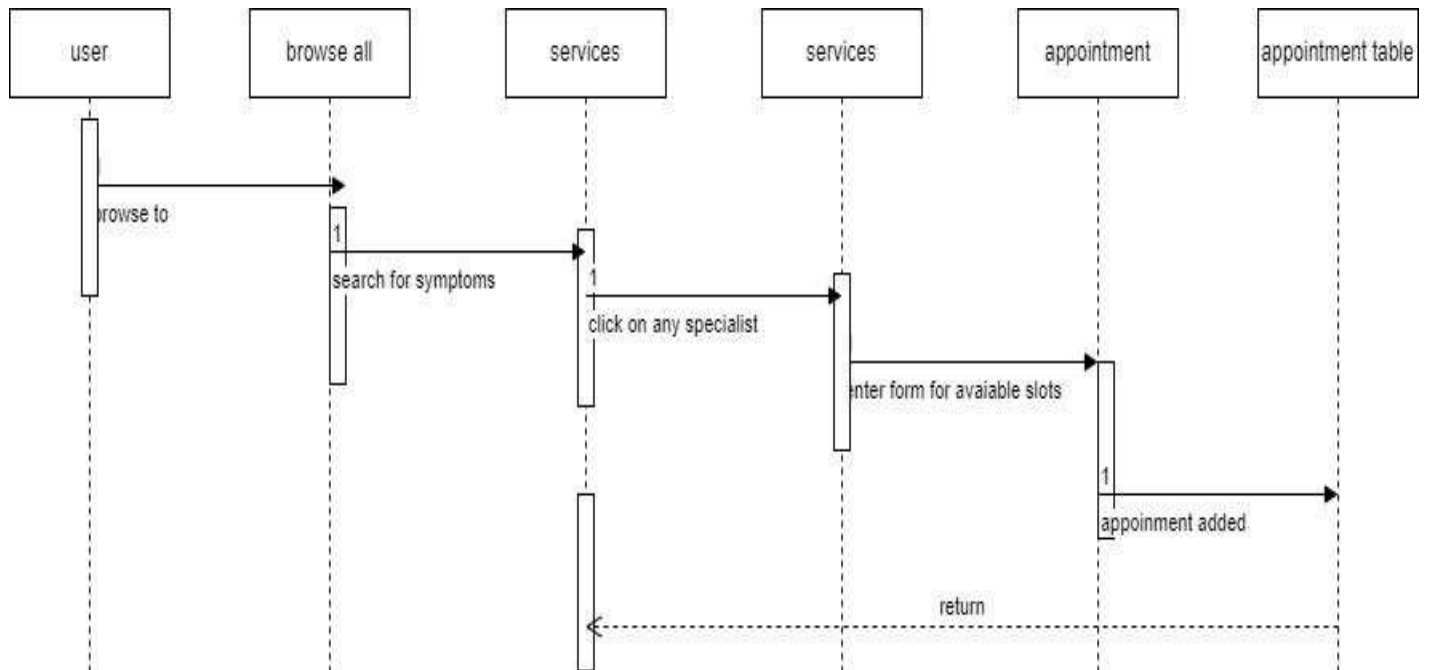 user
browse all
services
services
appointment
appointment table
browse to
1
search for symptoms
1
click on any specialist
enter form for avaiable slots
1
appoinment added
return